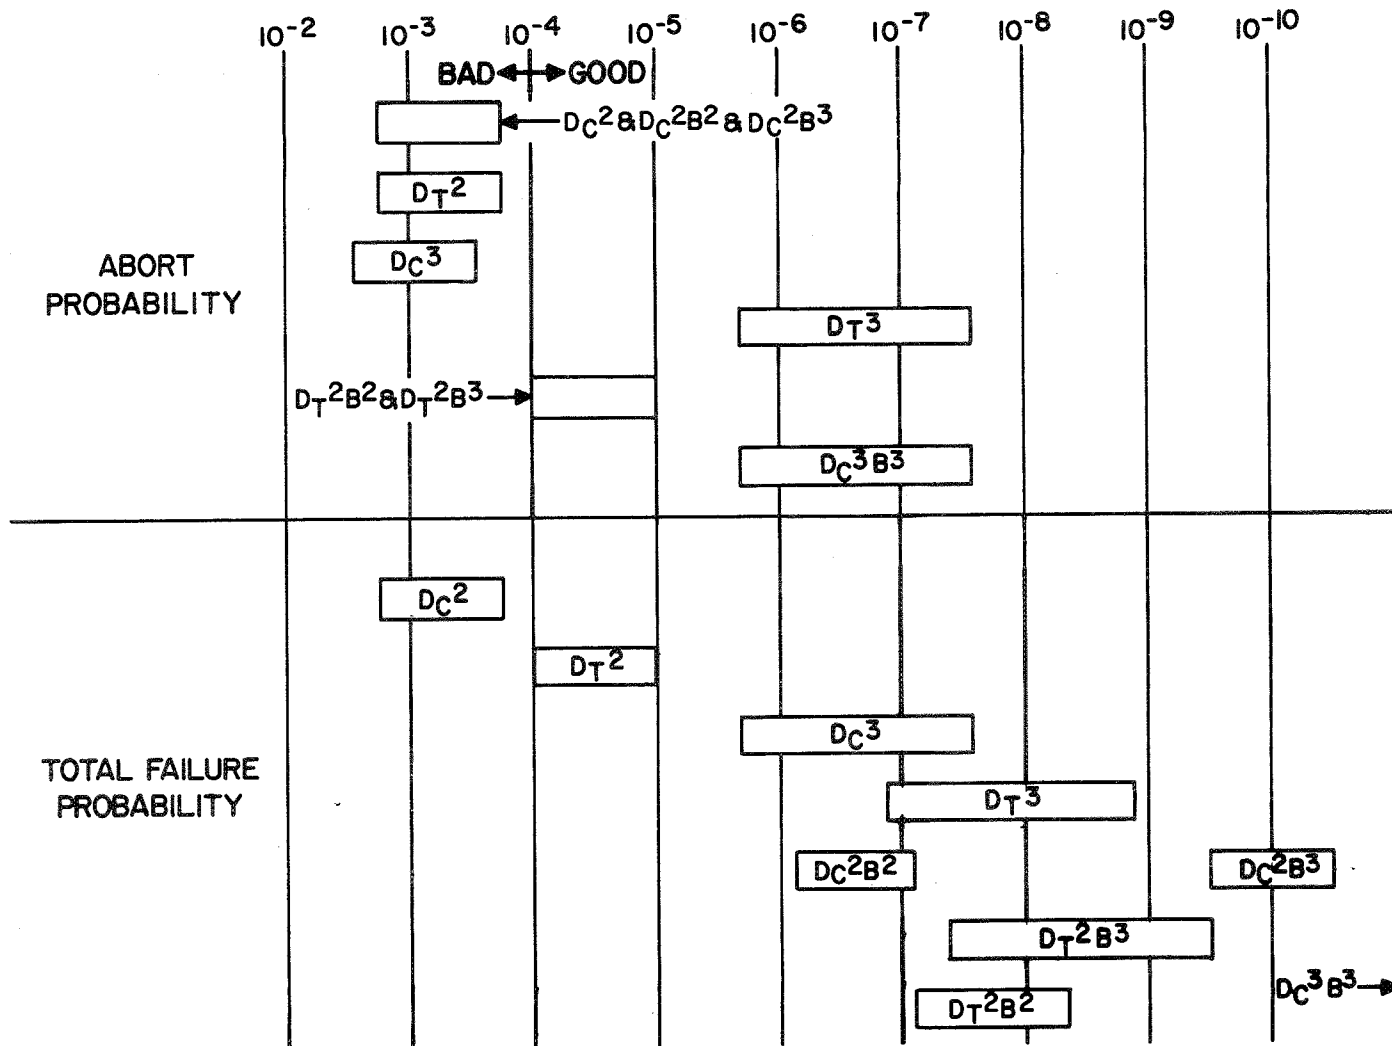 10-2 10-3 10-4 10-5 10-6 10-7 10-8 10-9 10-10
BAD GOOD
DC2&DC2B2&DC2B3
DT2
DC3
ABORT
PROBABILITY
DT3
DT2B2&DT2B3
DC3B3
DC2
DT2
DC3
TOTAL FAILURE
PROBABILITY
DT3
DC2B2 DC2B3
DT2B3
DC3B3
DT2B2